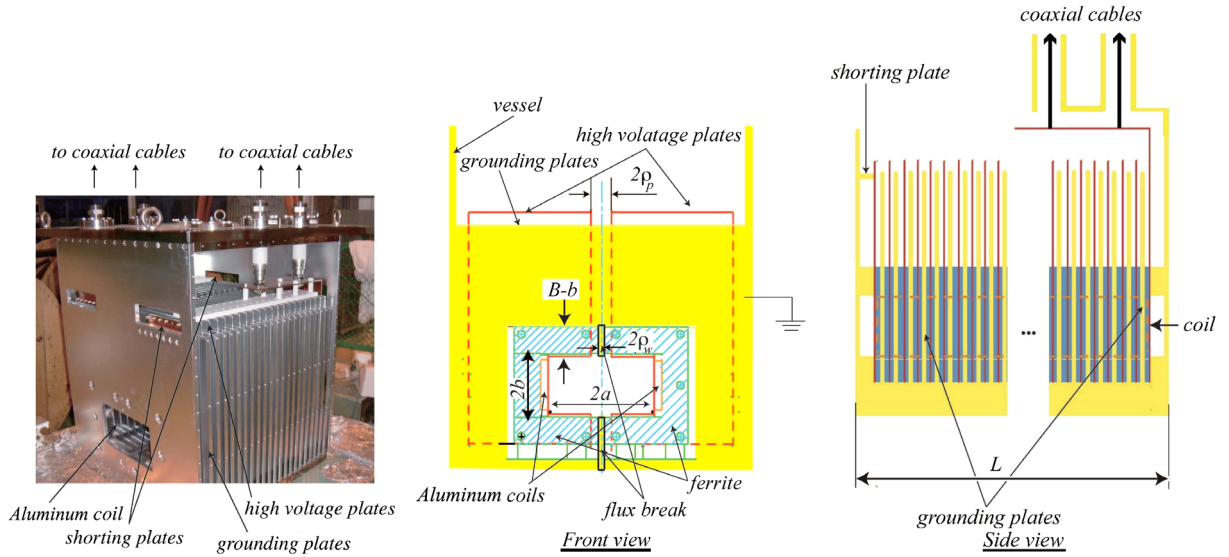 to coaxial cables
to coaxial cables
Aluminum coil
shorting plates
high voltage plates
grounding plates
vessel
high volatage plates
grounding plates
2ρp
B-b
2ρw
2b
2a
Aluminum coils
ferrite
flux break
Front view
coaxial cables
shorting plate
...
coil
L
grounding plates
Side view